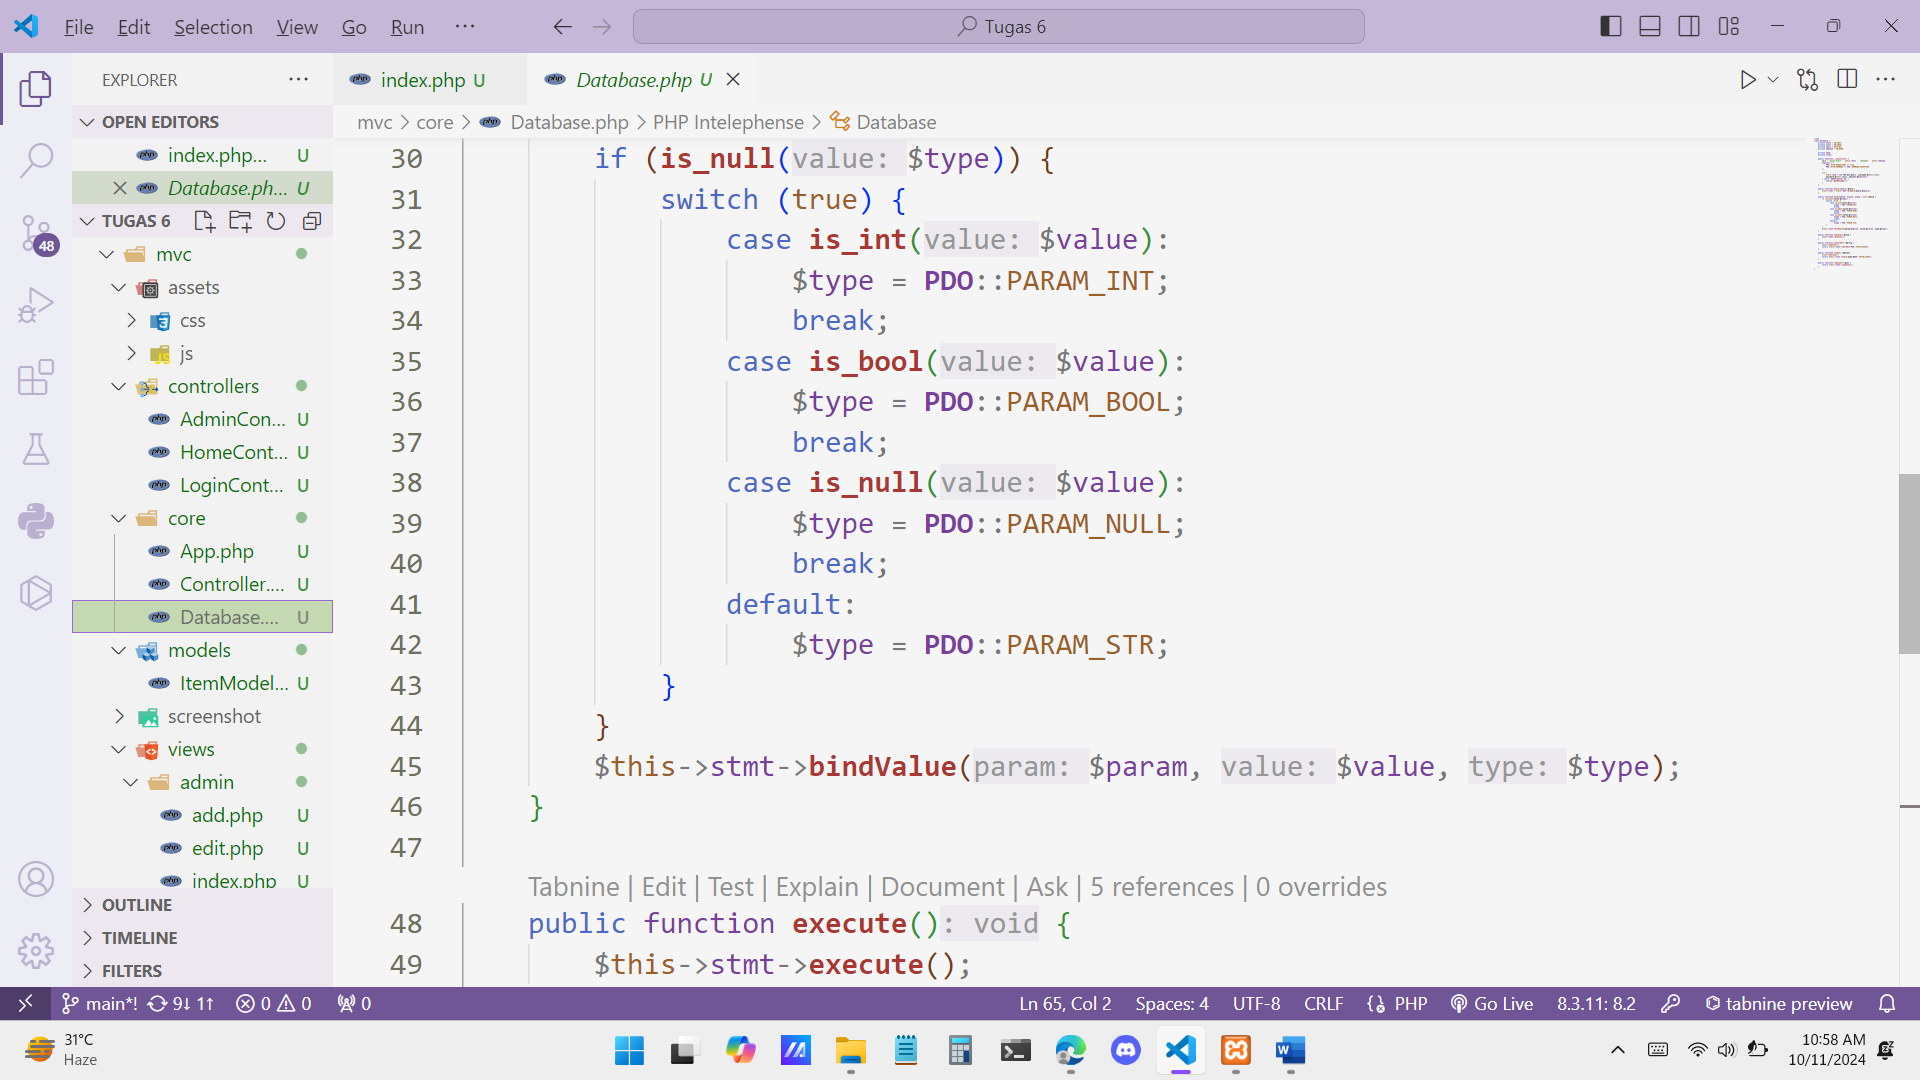 File Edit Selection View Go Run ··· Tugas 6
EXPLORER ···
index.php U
Database.php U
OPEN EDITORS
mvc > core > Database.php > PHP Intelephense > Database
index.php... U
Database.ph... U
TUGAS 6
mvc
assets
css
js
controllers
AdminCon... U
HomeCont... U
LoginCont... U
core
App.php U
Controller.... U
Database.... U
models
ItemModel... U
screenshot
views
admin
add.php U
edit.php U
index.php U
OUTLINE
TIMELINE
FILTERS
48
30 if (is_null(value: $type)) {
31 switch (true) {
32 case is_int(value: $value):
33 $type = PDO::PARAM_INT;
34 break;
35 case is_bool(value: $value):
36 $type = PDO::PARAM_BOOL;
37 break;
38 case is_null(value: $value):
39 $type = PDO::PARAM_NULL;
40 break;
41 default:
42 $type = PDO::PARAM_STR;
43 }
44 }
45 $this->stmt->bindValue(param: $param, value: $value, type: $type);
46 }
47
Tabnine | Edit | Test | Explain | Document | Ask | 5 references | 0 overrides
48 public function execute(): void {
49 $this->stmt->execute();
main*! 9↓ 1↑ 0 0 0 Ln 65, Col 2 Spaces: 4 UTF-8 CRLF PHP Go Live 8.3.11: 8.2 tabnine preview
31°C
Haze
10:58 AM
10/11/2024